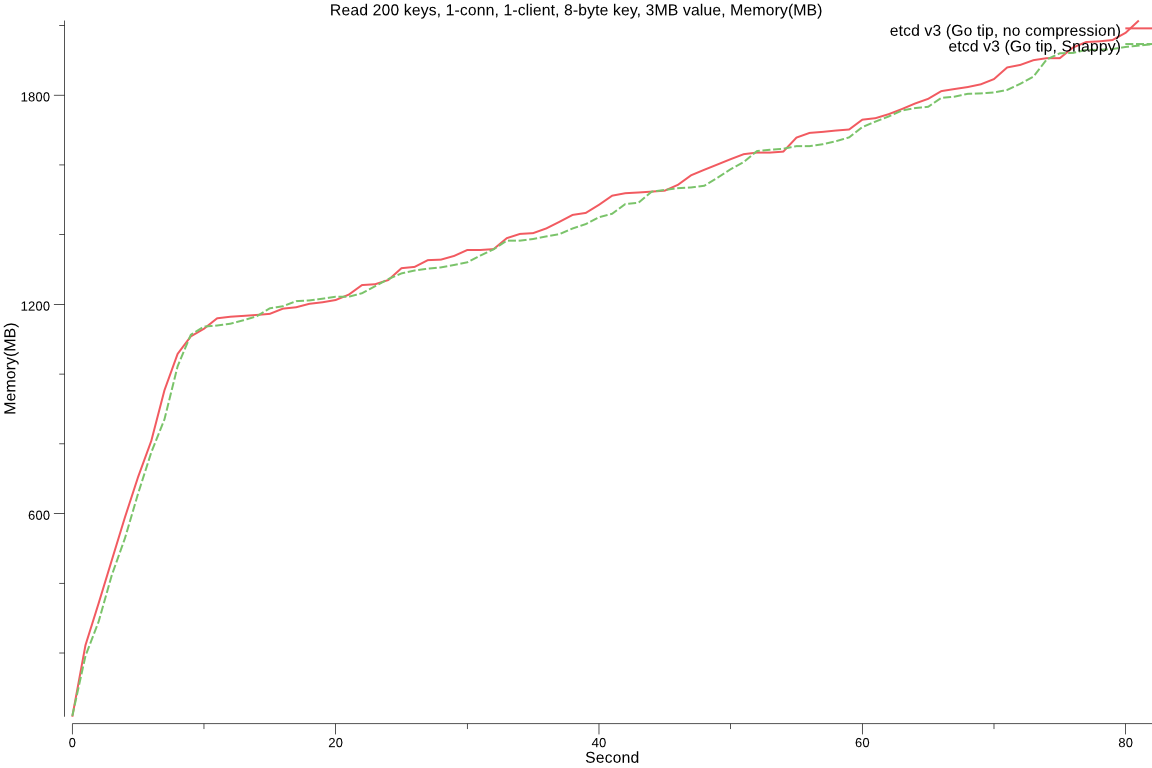 Read 200 keys, 1-conn, 1-client, 8-byte key, 3MB value, Memory(MB)
etcd v3 (Go tip, no compression)
etcd v3 (Go tip, Snappy)
1800
1200
600
Memory(MB)
0 20 40 60 80
Second